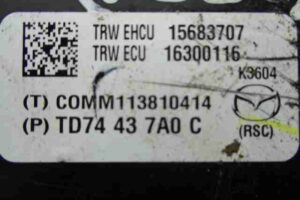 TRW EHCU 15683707
TRW ECU 16300116
K3604
(T) COMM113810414
(P) TD74 43 7A0 C
(RSC)